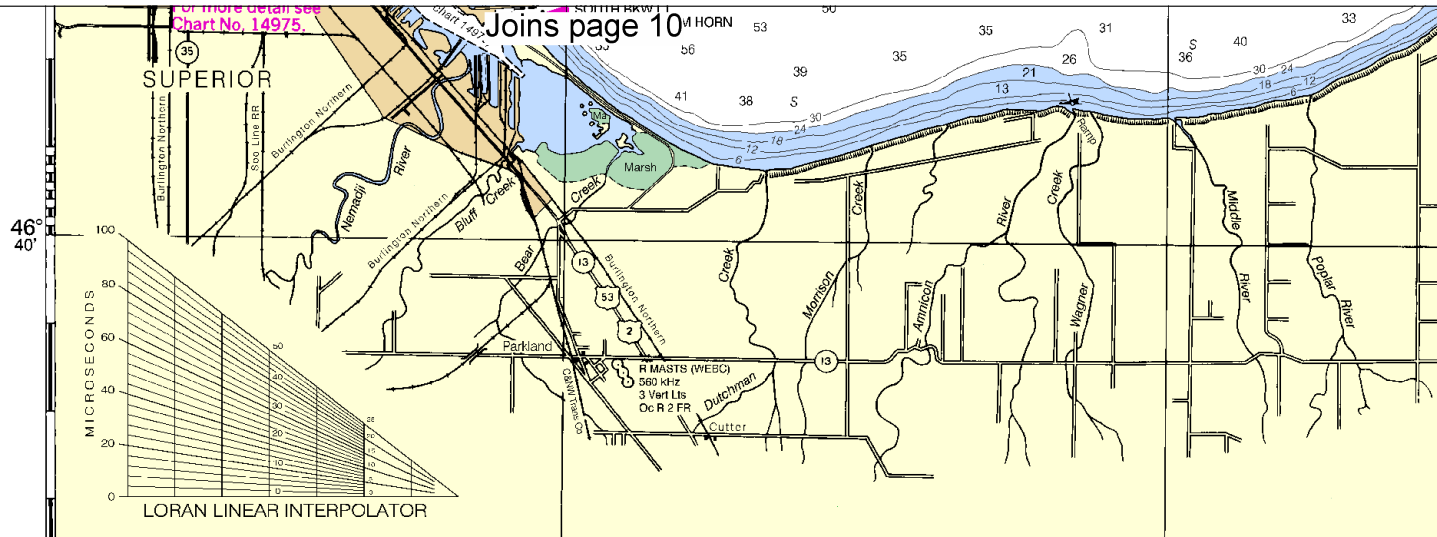 For more detail see
Chart No. 14975.
Joins page 10
M HORN
53
50
56
39
35
35
31
33
S
36
40
26
21
13
41
38
S
30
24
18
12
6
30
24
18
12
6
35
SUPERIOR
Burlington Northern
Burlington Northern
Soo Line RR
Nemadji River
Burlington Northern
Bluff Creek
Bear Creek
Marsh
Ramp
46°
40'
13
53
2
Burlington Northern
Creek
Morrison Creek
Amnicon River
Wagner Creek
Middle River
Poplar River
Parkland
R MASTS (WEBC)
560 kHz
3 Vert Lts
Oc R 2 FR
13
C&NW Trans Co
Dutchman
Cutter
MICROSECONDS
100
80
60
40
20
0
50
40
30
20
10
0
25
20
15
10
5
0
LORAN LINEAR INTERPOLATOR